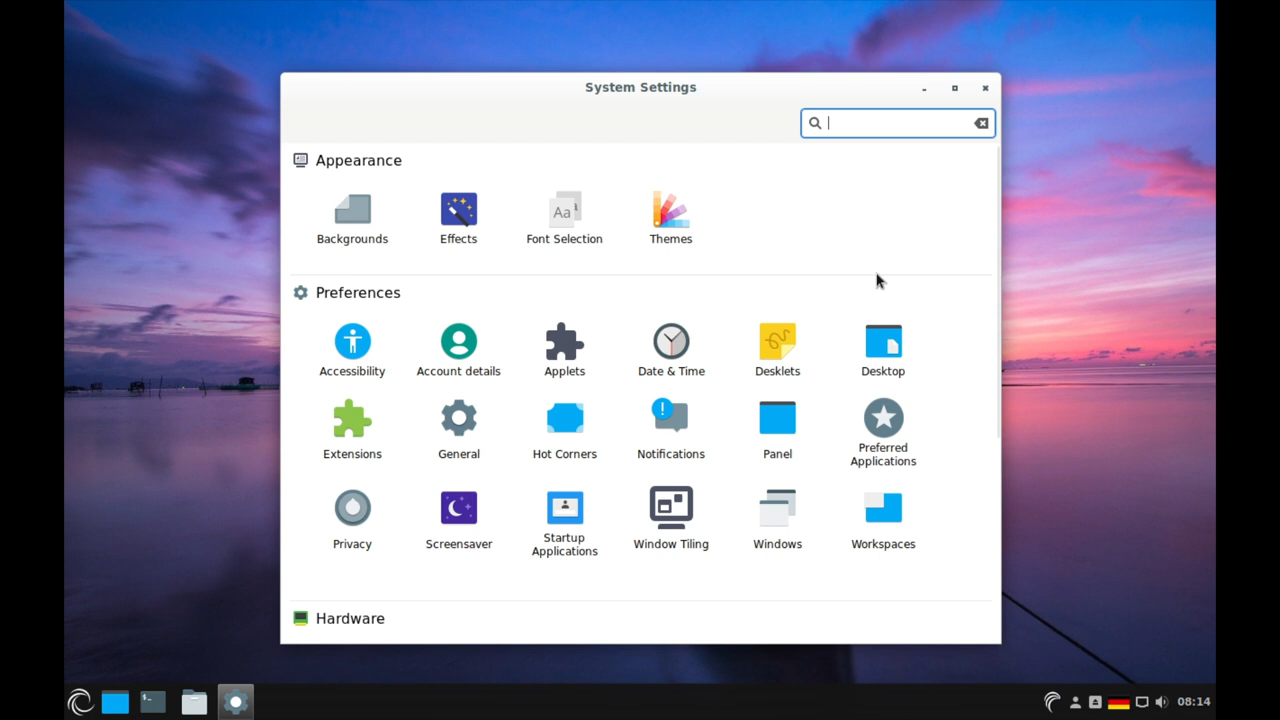 System Settings
Appearance
Backgrounds Effects Font Selection Themes
Preferences
Accessibility Account details Applets Date & Time Desklets Desktop
Extensions General Hot Corners Notifications Panel Preferred Applications
Privacy Screensaver Startup Applications Window Tiling Windows Workspaces
Hardware
08:14